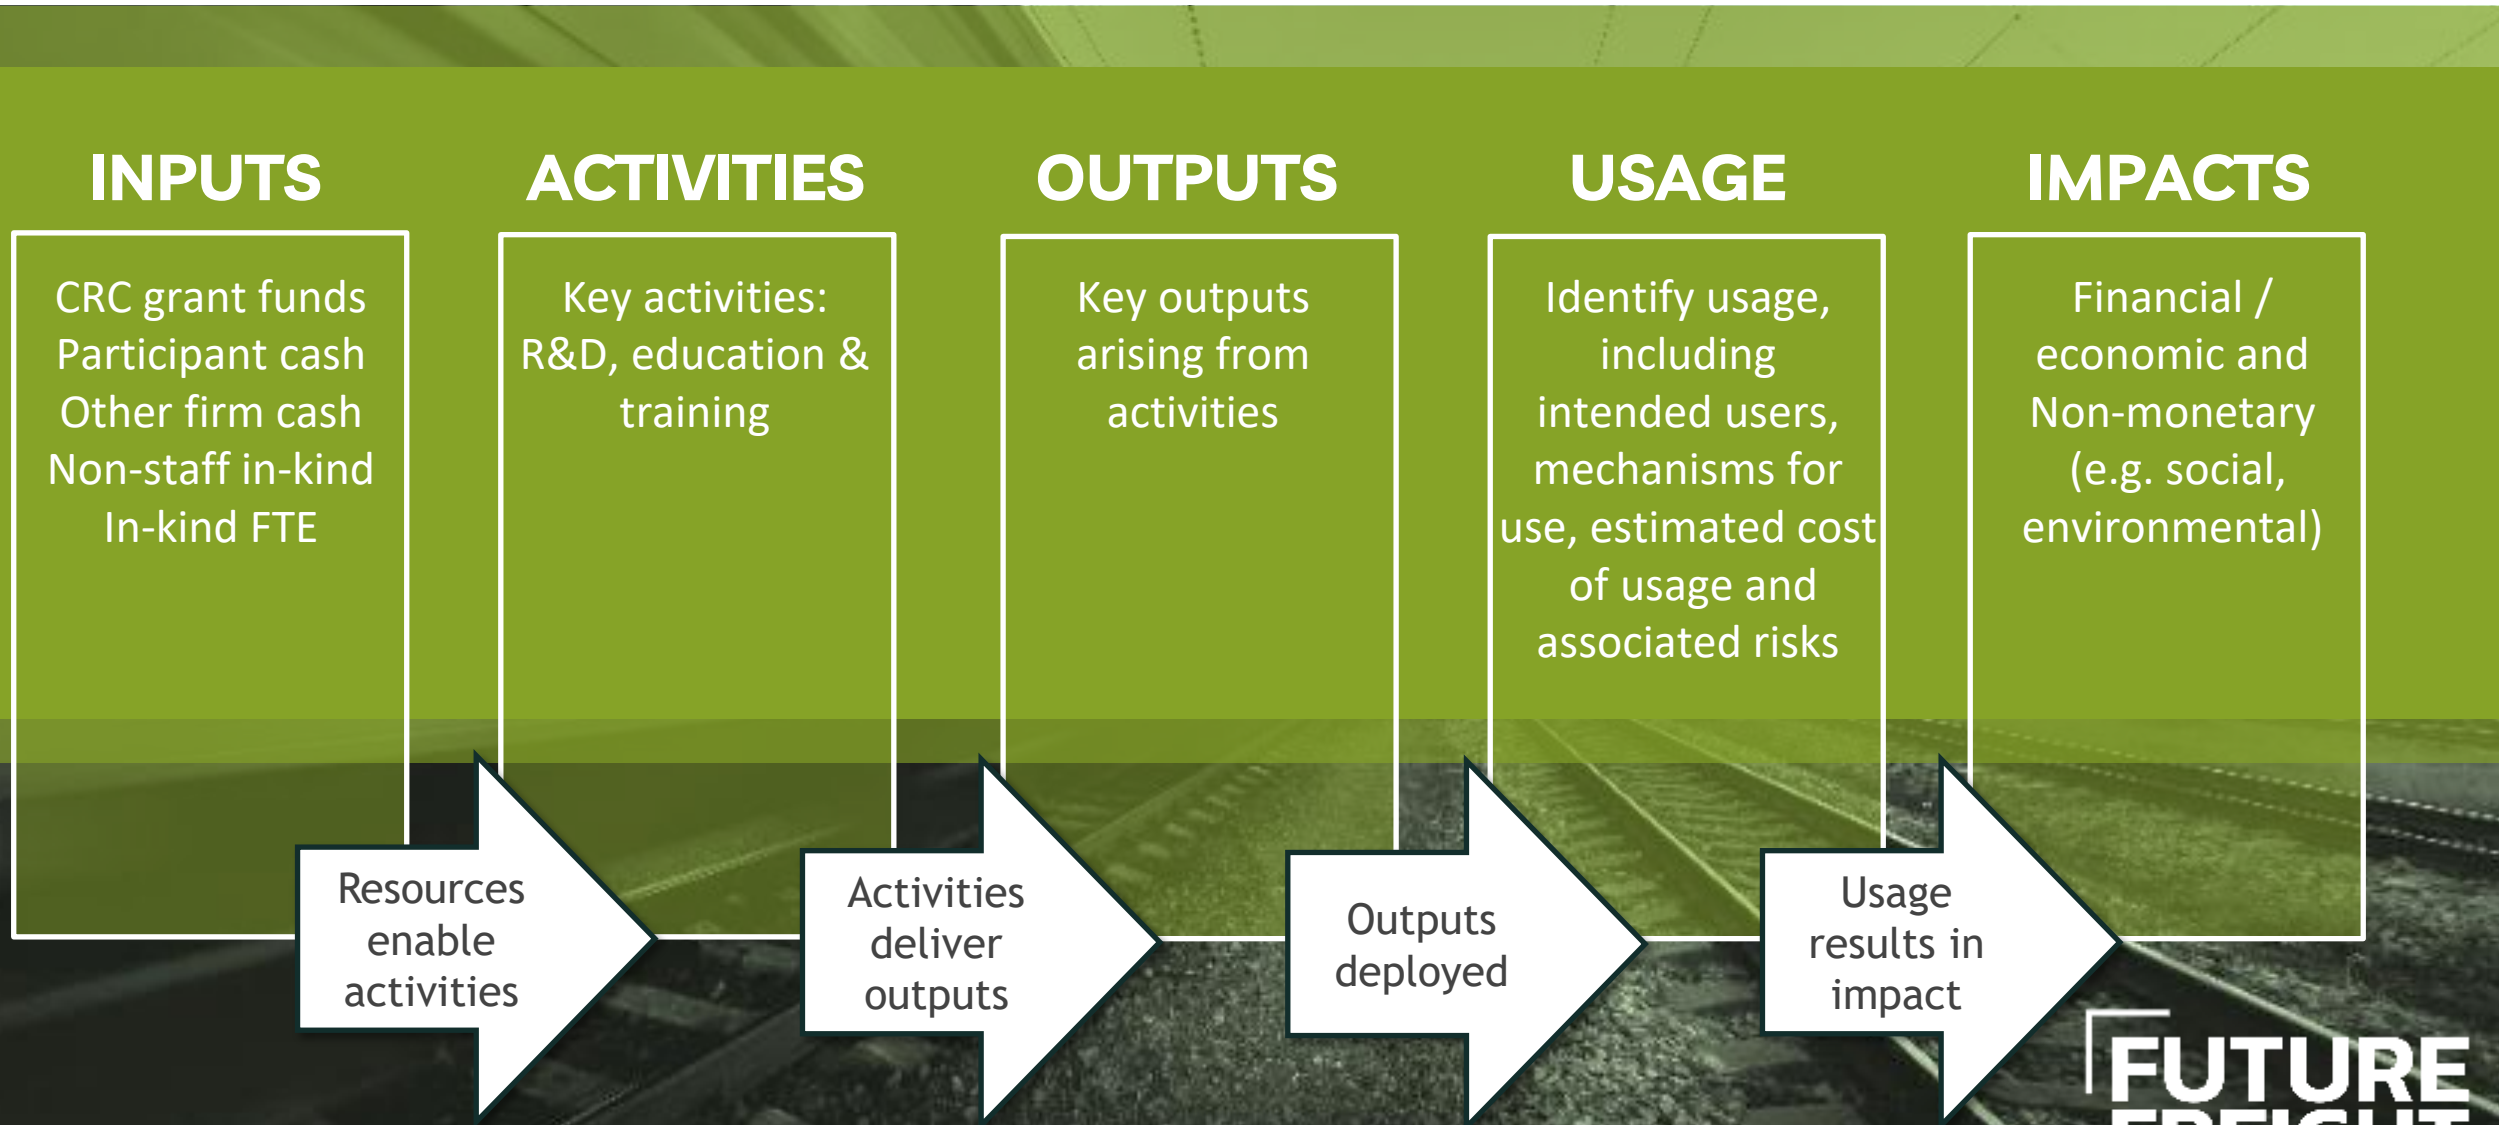 INPUTS
CRC grant funds
Participant cash
Other firm cash
Non-staff in-kind
In-kind FTE
ACTIVITIES
Key activities:
R&D, education &
training
OUTPUTS
Key outputs
arising from
activities
USAGE
Identify usage,
including
intended users,
mechanisms for
use, estimated cost
of usage and
associated risks
IMPACTS
Financial /
economic and
Non-monetary
(e.g. social,
environmental)
Resources
enable
activities
Activities
deliver
outputs
Outputs
deployed
Usage
results in
impact
FUTURE
FREIGHT